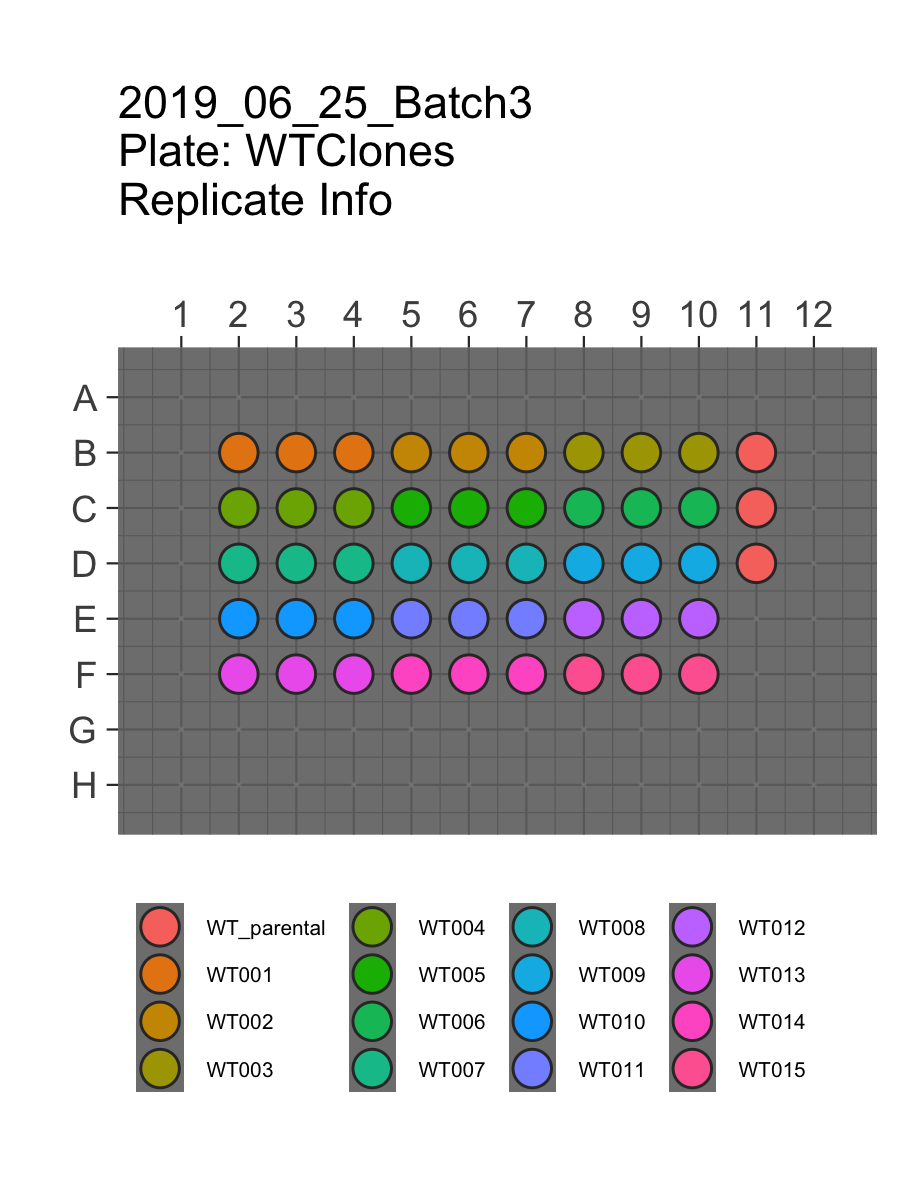 2019_06_25_Batch3
Plate: WTClones
Replicate Info
1 2 3 4 5 6 7 8 9 10 11 12
A
B
C
D
E
F
G
H
WT_parental WT004 WT008 WT012
WT001 WT005 WT009 WT013
WT002 WT006 WT010 WT014
WT003 WT007 WT011 WT015